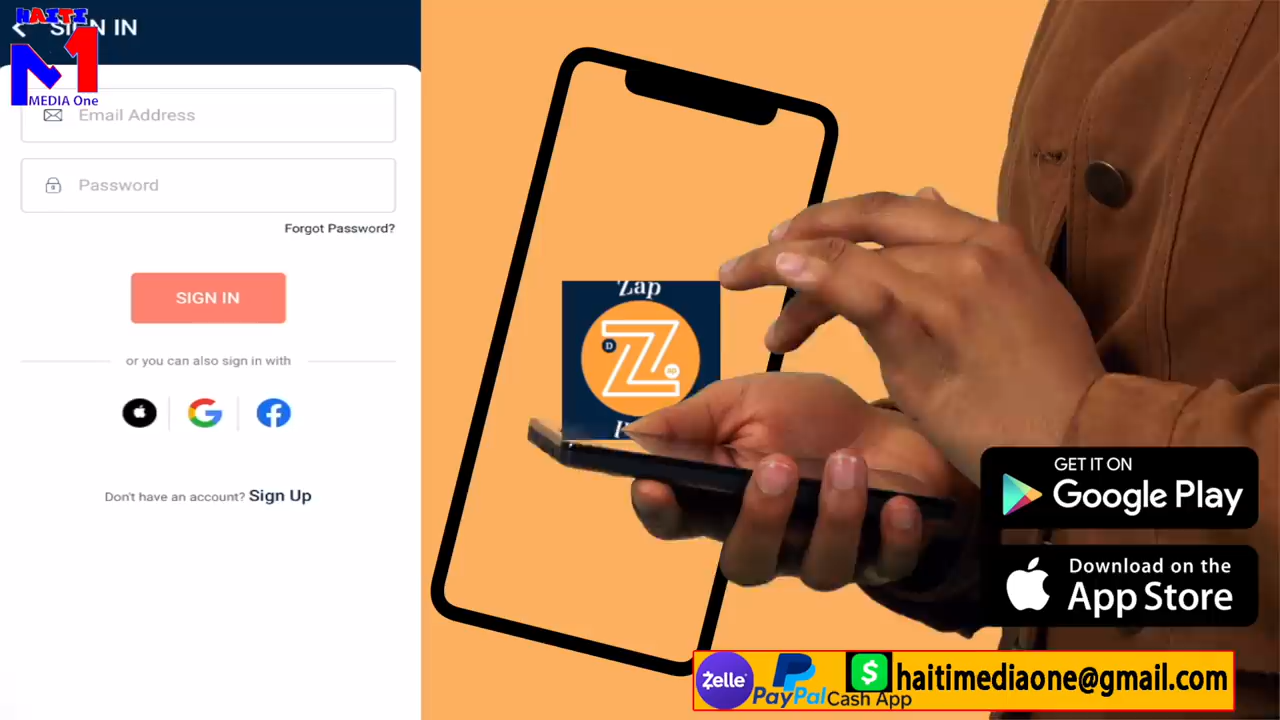 HAITI
SIGN IN
M1
MEDIA One
Email Address
Password
Forgot Password?
SIGN IN
or you can also sign in with
Don't have an account? Sign Up
Zap
Z
D
GET IT ON
Google Play
Download on the
App Store
Zelle
PayPal
$
Cash App
haitimediaone@gmail.com